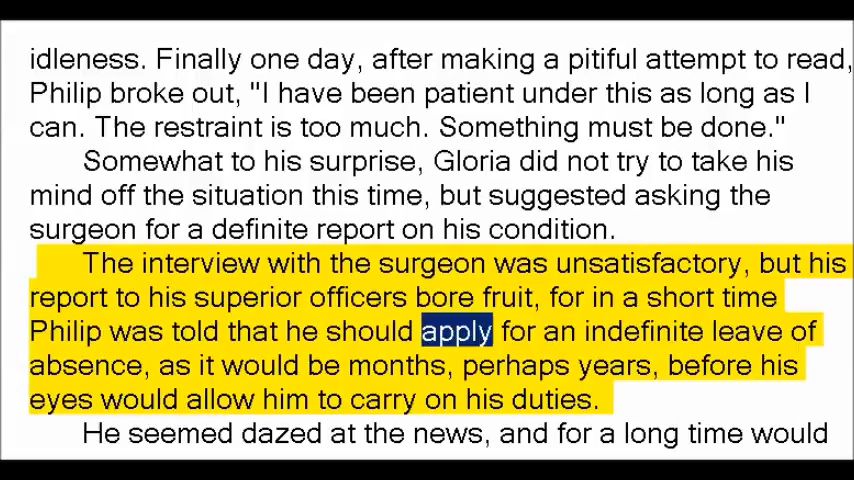 idleness. Finally one day, after making a pitiful attempt to read,
Philip broke out, "I have been patient under this as long as I
can. The restraint is too much. Something must be done."
Somewhat to his surprise, Gloria did not try to take his
mind off the situation this time, but suggested asking the
surgeon for a definite report on his condition.
The interview with the surgeon was unsatisfactory, but his
report to his superior officers bore fruit, for in a short time
Philip was told that he should apply for an indefinite leave of
absence, as it would be months, perhaps years, before his
eyes would allow him to carry on his duties.
He seemed dazed at the news, and for a long time would